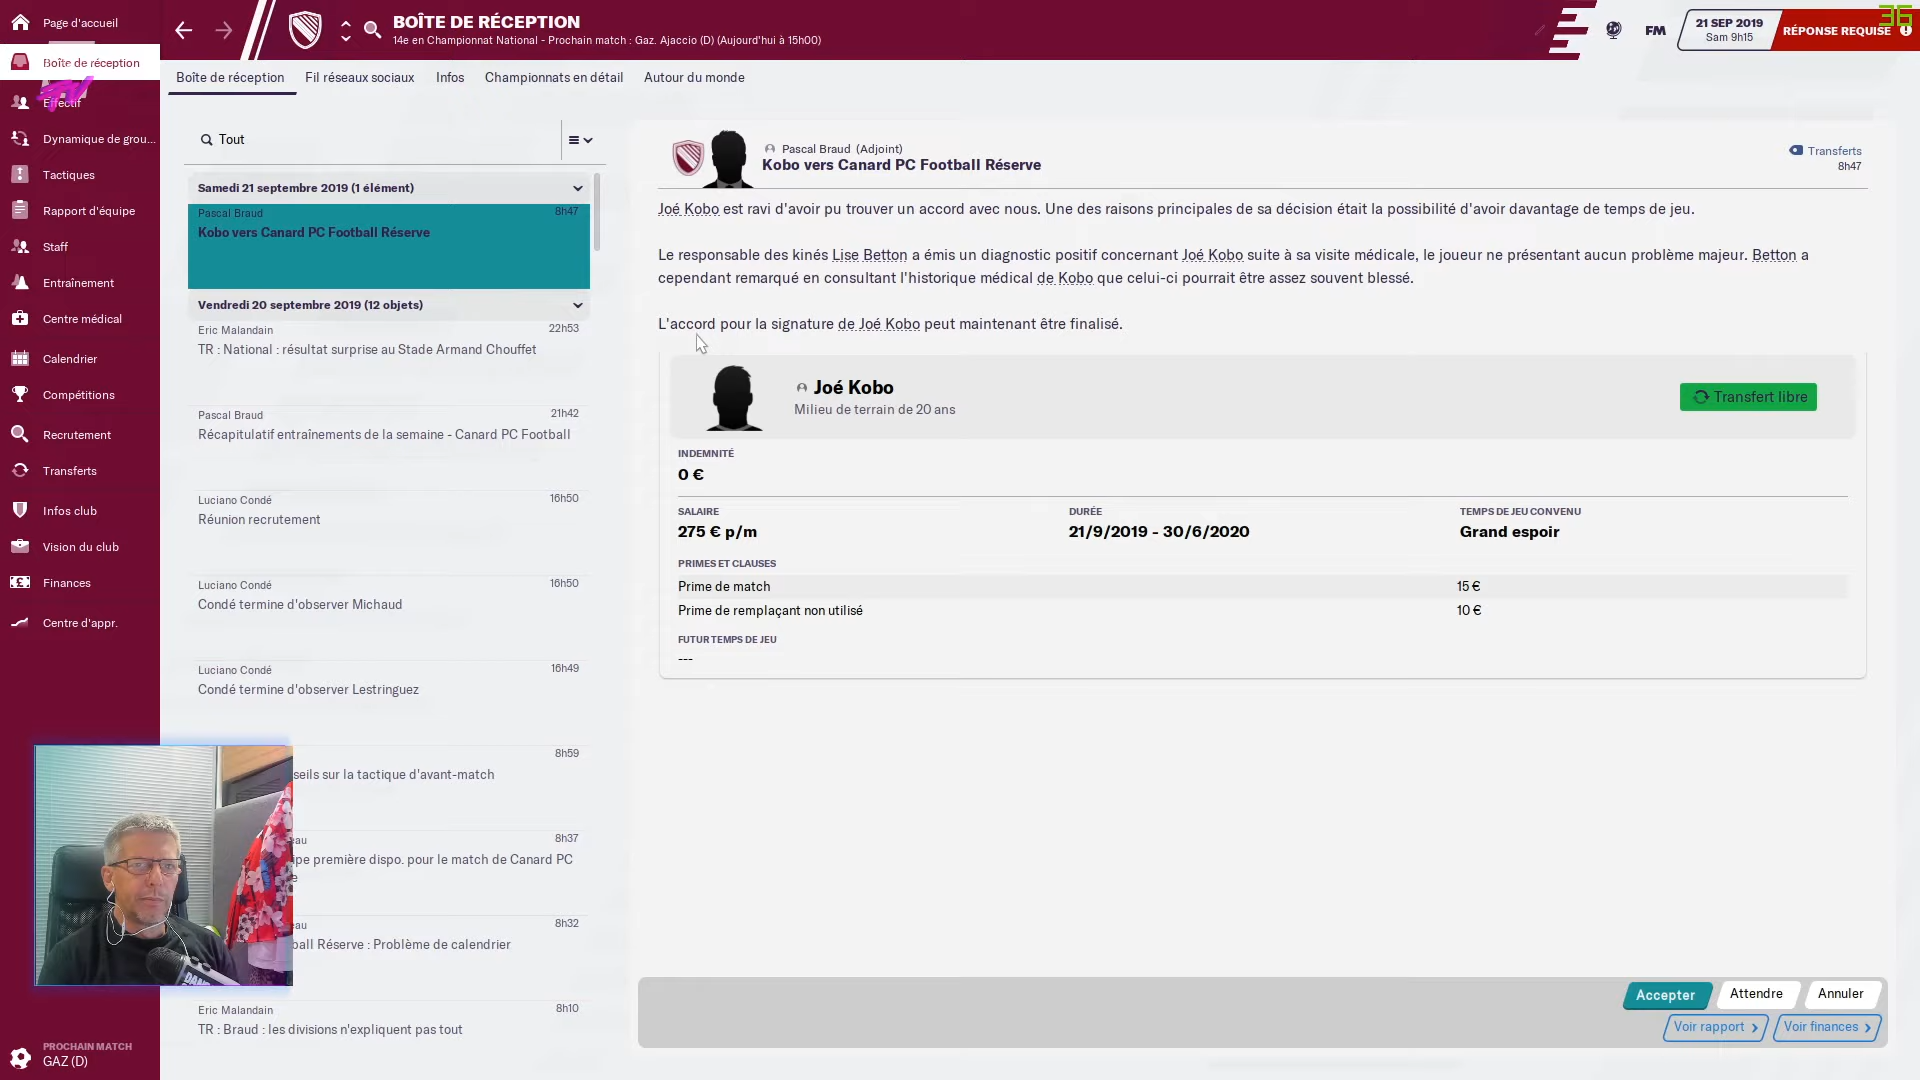 Page d'accueil
BOÎTE DE RÉCEPTION
14e en Championnat National - Prochain match : Gaz. Ajaccio (D) (Aujourd'hui à 15h00)
FM
21 SEP 2019
Sam 9h15
RÉPONSE REQUISE
36
Boîte de réception
Effectif
Dynamique de grou...
Tactiques
Rapport d'équipe
Staff
Entraînement
Centre médical
Calendrier
Compétitions
Recrutement
Transferts
Infos club
Vision du club
Finances
Centre d'appr.
PROCHAIN MATCH
GAZ (D)
Boîte de réception
Fil réseaux sociaux
Infos
Championnats en détail
Autour du monde
Tout
Samedi 21 septembre 2019 (1 élément)
Pascal Braud 8h47
Kobo vers Canard PC Football Réserve
Vendredi 20 septembre 2019 (12 objets)
Eric Malandain 22h53
TR : National : résultat surprise au Stade Armand Chouffet
Pascal Braud 21h42
Récapitulatif entraînements de la semaine - Canard PC Football
Luciano Condé 16h50
Réunion recrutement
Luciano Condé 16h50
Condé termine d'observer Michaud
Luciano Condé 16h49
Condé termine d'observer Lestringuez
8h59
seils sur la tactique d'avant-match
eau 8h37
ipe première dispo. pour le match de Canard PC
e
eau 8h32
ball Réserve : Problème de calendrier
Eric Malandain 8h10
TR : Braud : les divisions n'expliquent pas tout
Pascal Braud (Adjoint)
Kobo vers Canard PC Football Réserve
Transferts
8h47
Joé Kobo est ravi d'avoir pu trouver un accord avec nous. Une des raisons principales de sa décision était la possibilité d'avoir davantage de temps de jeu.
Le responsable des kinés Lise Betton a émis un diagnostic positif concernant Joé Kobo suite à sa visite médicale, le joueur ne présentant aucun problème majeur. Betton a
cependant remarqué en consultant l'historique médical de Kobo que celui-ci pourrait être assez souvent blessé.
L'accord pour la signature de Joé Kobo peut maintenant être finalisé.
Joé Kobo
Milieu de terrain de 20 ans
Transfert libre
INDEMNITÉ
0 €
SALAIRE
275 € p/m
DURÉE
21/9/2019 - 30/6/2020
TEMPS DE JEU CONVENU
Grand espoir
PRIMES ET CLAUSES
Prime de match 15 €
Prime de remplaçant non utilisé 10 €
FUTUR TEMPS DE JEU
---
Accepter
Attendre
Annuler
Voir rapport
Voir finances